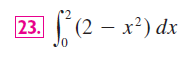 23. ∫₀² (2 − x²) dx